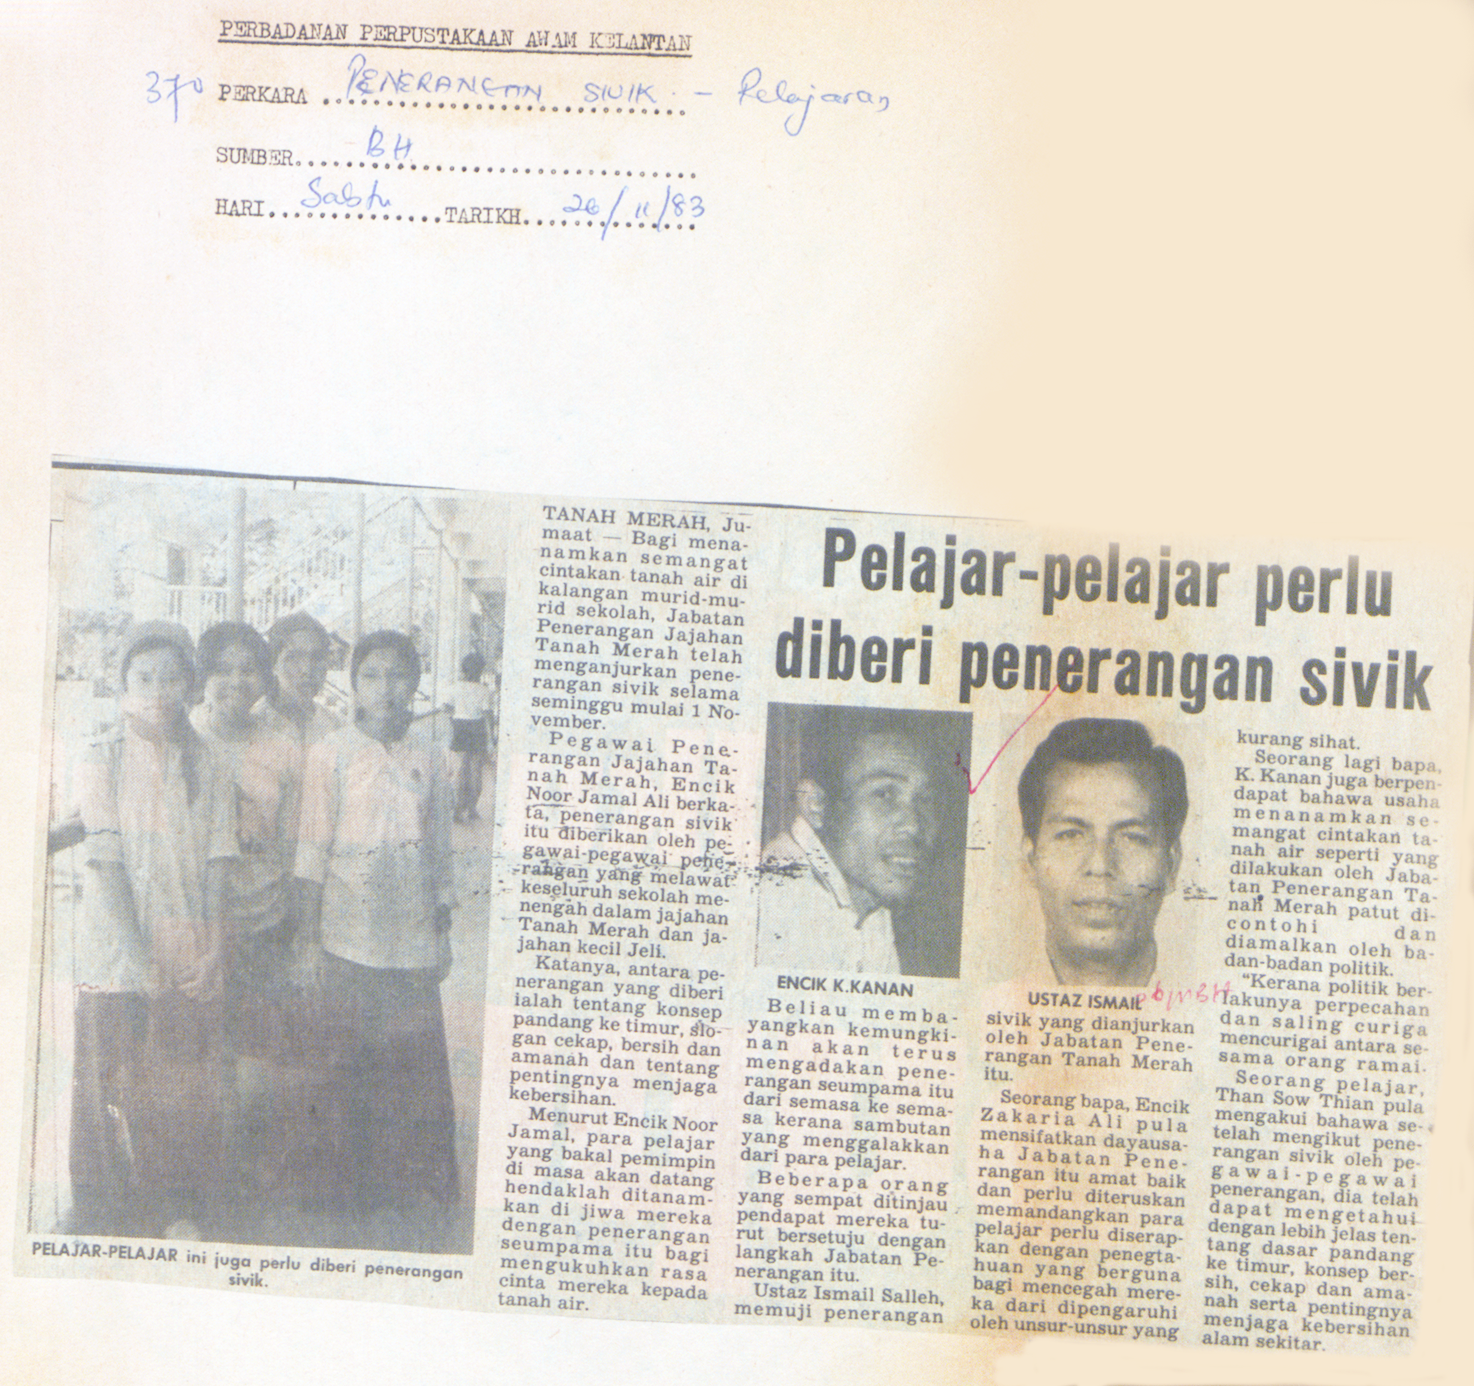 PERBADANAN PERPUSTAKAAN AWAM KELANTAN
370 PERKARA PENERANGAN SIVIK - Pelajaran
SUMBER BH
HARI Sabtu TARIKH 26/11/83
Pelajar-pelajar perlu
diberi penerangan sivik
PELAJAR-PELAJAR ini juga perlu diberi penerangan
sivik.
TANAH MERAH, Ju-
maat — Bagi mena-
namkan semangat
cintakan tanah air di
kalangan murid-mu-
rid sekolah, Jabatan
Penerangan Jajahan
Tanah Merah telah
menganjurkan pene-
rangan sivik selama
seminggu mulai 1 No-
vember.
Pegawai Pene-
rangan Jajahan Ta-
nah Merah, Encik
Noor Jamal Ali berka-
ta, penerangan sivik
itu diberikan oleh pe-
gawai-pegawai pene-
rangan yang melawat
keseluruh sekolah me-
nengah dalam jajahan
Tanah Merah dan ja-
jahan kecil Jeli.
Katanya, antara pe-
nerangan yang diberi
ialah tentang konsep
pandang ke timur, slo-
gan cekap, bersih dan
amanah dan tentang
pentingnya menjaga
kebersihan.
Menurut Encik Noor
Jamal, para pelajar
yang bakal pemimpin
di masa akan datang
hendaklah ditanam-
kan di jiwa mereka
dengan penerangan
seumpama itu bagi
mengukuhkan rasa
cinta mereka kepada
tanah air.
ENCIK K.KANAN
Beliau memba-
yangkan kemungki-
nan akan terus
mengadakan pene-
rangan seumpama itu
dari semasa ke sema-
sa kerana sambutan
yang menggalakkan
dari para pelajar.
Beberapa orang
yang sempat ditinjau
pendapat mereka tu-
rut bersetuju dengan
langkah Jabatan Pe-
nerangan itu.
Ustaz Ismail Salleh,
memuji penerangan
USTAZ ISMAIL
sivik yang dianjurkan
oleh Jabatan Pene-
rangan Tanah Merah
itu.
Seorang bapa, Encik
Zakaria Ali pula
mensifatkan dayausa-
ha Jabatan Pene-
rangan itu amat baik
dan perlu diteruskan
memandangkan para
pelajar perlu diserap-
kan dengan pengeta-
huan yang berguna
bagi mencegah mere-
ka dari dipengaruhi
oleh unsur-unsur yang
kurang sihat.
Seorang lagi bapa,
K. Kanan juga berpen-
dapat bahawa usaha
menanamkan se-
mangat cintakan ta-
nah air seperti yang
dilakukan oleh Jaba-
tan Penerangan Ta-
nah Merah patut di-
contohi dan
diamalkan oleh ba-
dan-badan politik.
“Kerana politik ber-
lakunya perpecahan
dan saling curiga
mencurigai antara se-
sama orang ramai.
Seorang pelajar,
Than Sow Thian pula
mengakui bahawa se-
telah mengikut pene-
rangan sivik oleh pe-
gawai-pegawai
penerangan, dia telah
dapat mengetahui
dengan lebih jelas ten-
tang dasar pandang
ke timur, konsep ber-
sih, cekap dan ama-
nah serta pentingnya
menjaga kebersihan
alam sekitar.